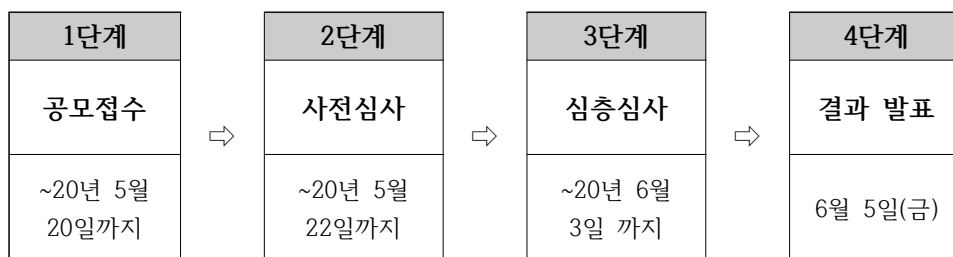 1단계
공모접수
~20년 5월
20일까지
⇨
2단계
사전심사
~20년 5월
22일까지
⇨
3단계
심층심사
~20년 6월
3일 까지
⇨
4단계
결과 발표
6월 5일(금)